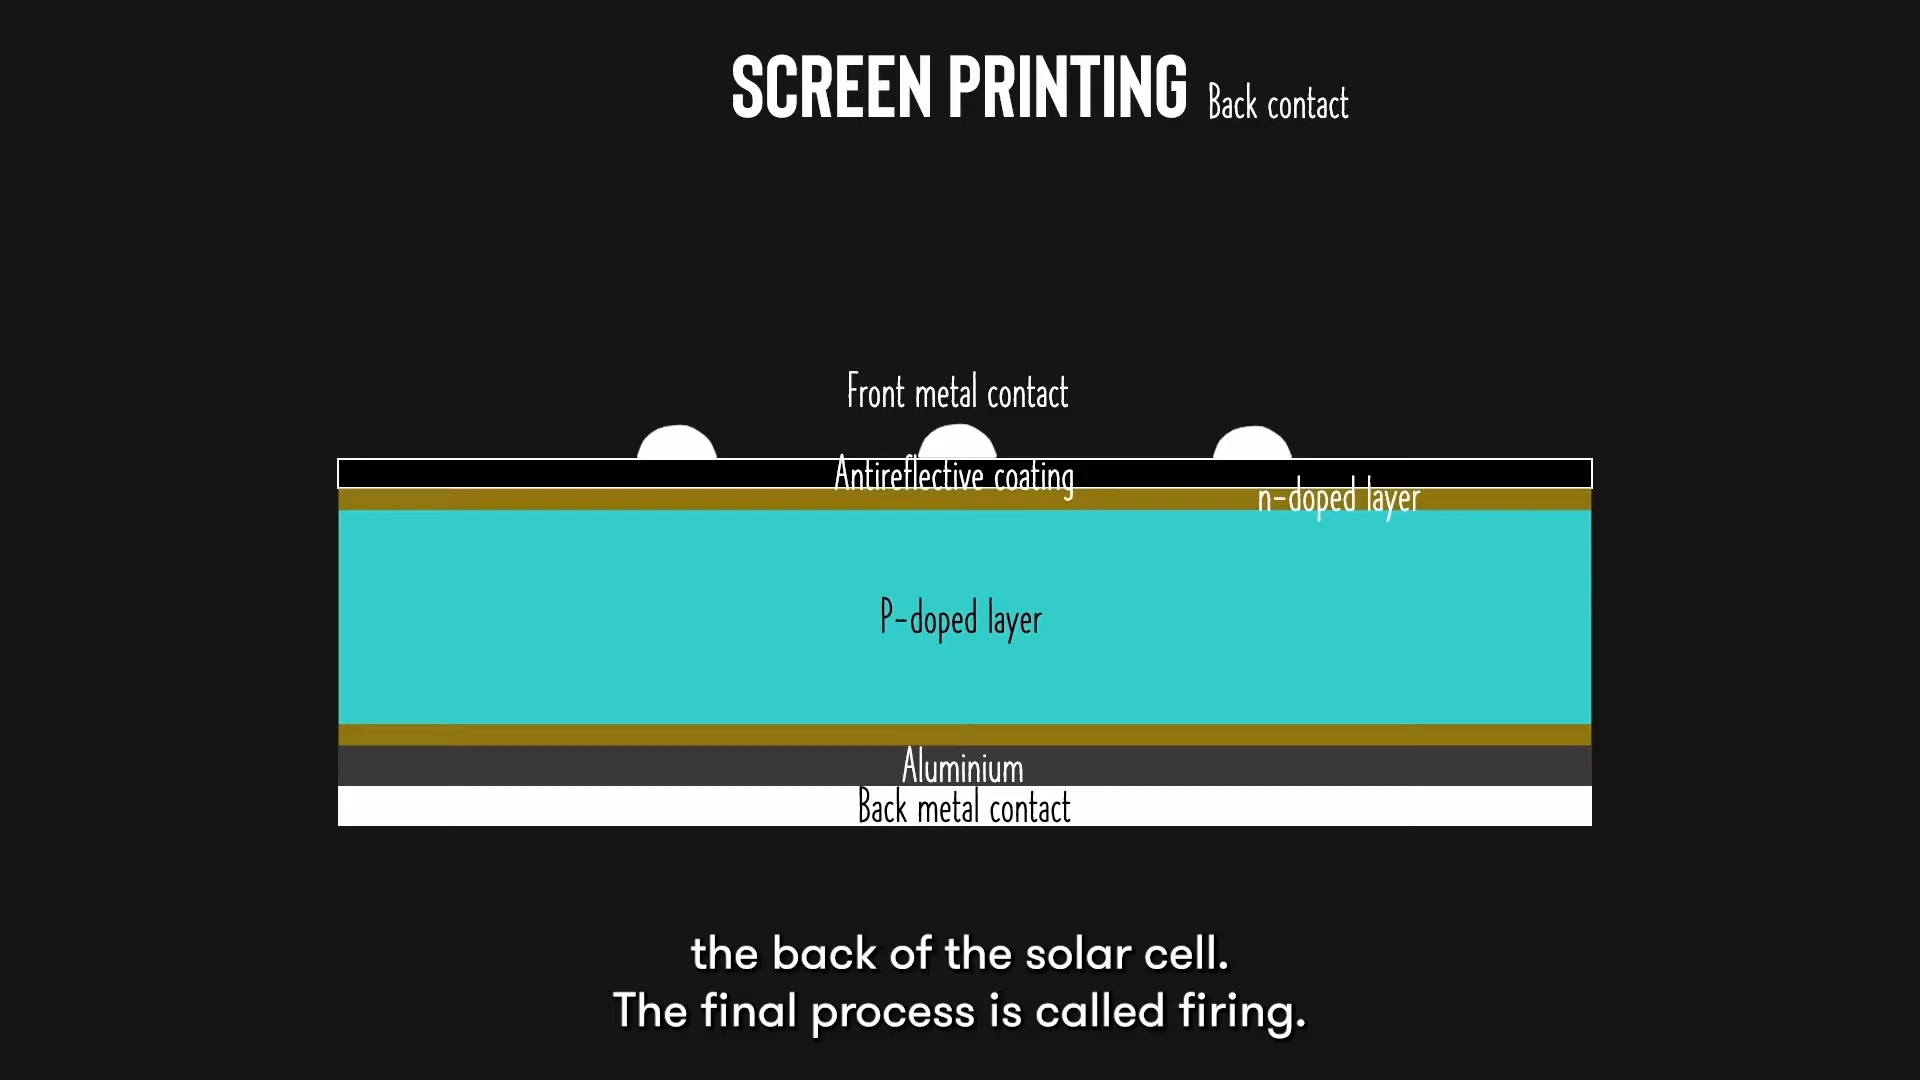 SCREEN PRINTING Back contact
Front metal contact
Antireflective coating
n-doped layer
P-doped layer
Aluminium
Back metal contact
the back of the solar cell.
The final process is called firing.